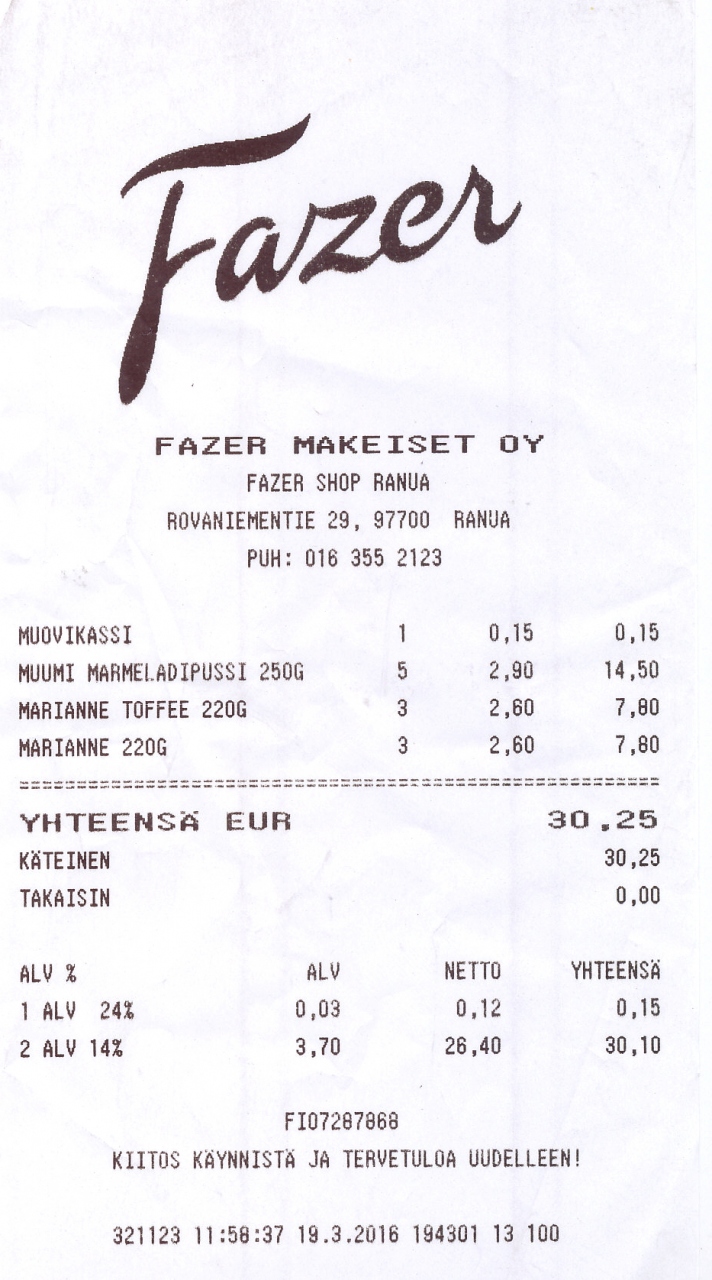 Fazer
FAZER MAKEISET OY
FAZER SHOP RANUA
ROVANIEMENTIE 29, 97700 RANUA
PUH: 016 355 2123
MUOVIKASSI 1 0,15 0,15
MUUMI MARMELADIPUSSI 250G 5 2,90 14,50
MARIANNE TOFFEE 220G 3 2,60 7,80
MARIANNE 220G 3 2,60 7,80
==========================================================
YHTEENSÄ EUR 30.25
KÄTEINEN 30,25
TAKAISIN 0,00
ALV % ALV NETTO YHTEENSÄ
1 ALV 24% 0,03 0,12 0,15
2 ALV 14% 3,70 26,40 30,10
FI07287868
KIITOS KÄYNNISTÄ JA TERVETULOA UUDELLEEN!
321123 11:58:37 19.3.2016 194301 13 100